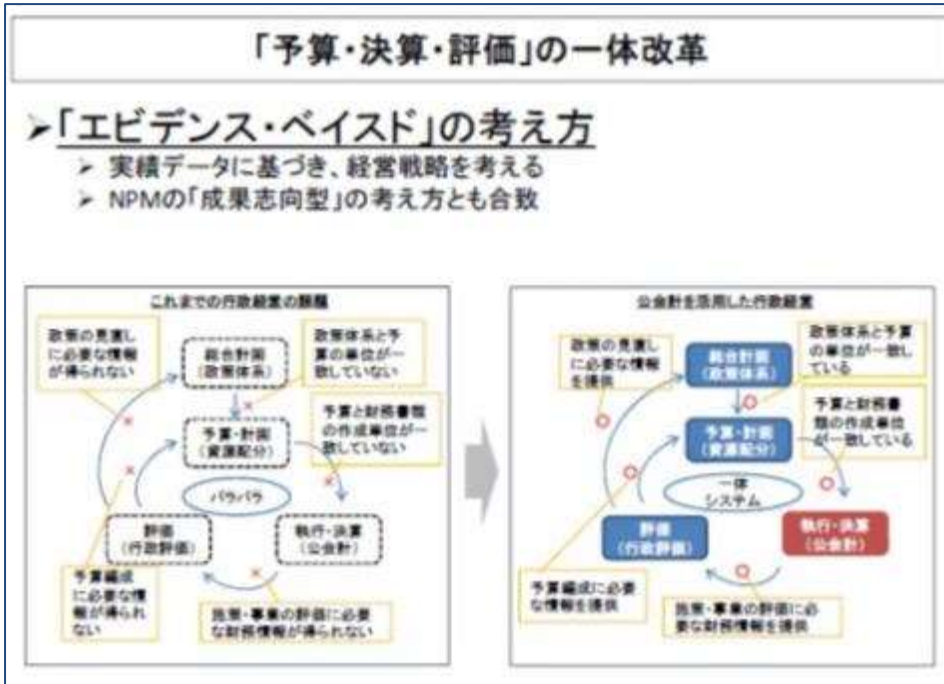 「予算・決算・評価」の一体改革
➢「エビデンス・ベイスド」の考え方
➢ 実績データに基づき、経営戦略を考える
➢ NPMの「成果志向型」の考え方とも合致
これまでの行政経営の課題
政策の見直し
に必要な情報
が得られない
総合計画
(政策体系)
政策体系と予
算の単位が一
致していない
予算・計画
(資源配分)
予算と財務書類
の作成単位が一
致していない
バラバラ
評価
(行政評価)
執行・決算
(公会計)
予算編成
に必要な情
報が得られ
ない
施策・事業の評価に必要
な財務情報が得られない
公会計を活用した行政経営
政策の見直し
に必要な情報
を提供
総合計画
(政策体系)
政策体系と予算
の単位が一致し
ている
予算・計画
(資源配分)
予算と財務書
類の作成単位
が一致している
一体
システム
評価
(行政評価)
執行・決算
(公会計)
予算編成に必要
な情報を提供
施策・事業の評価に必
要な財務情報を提供